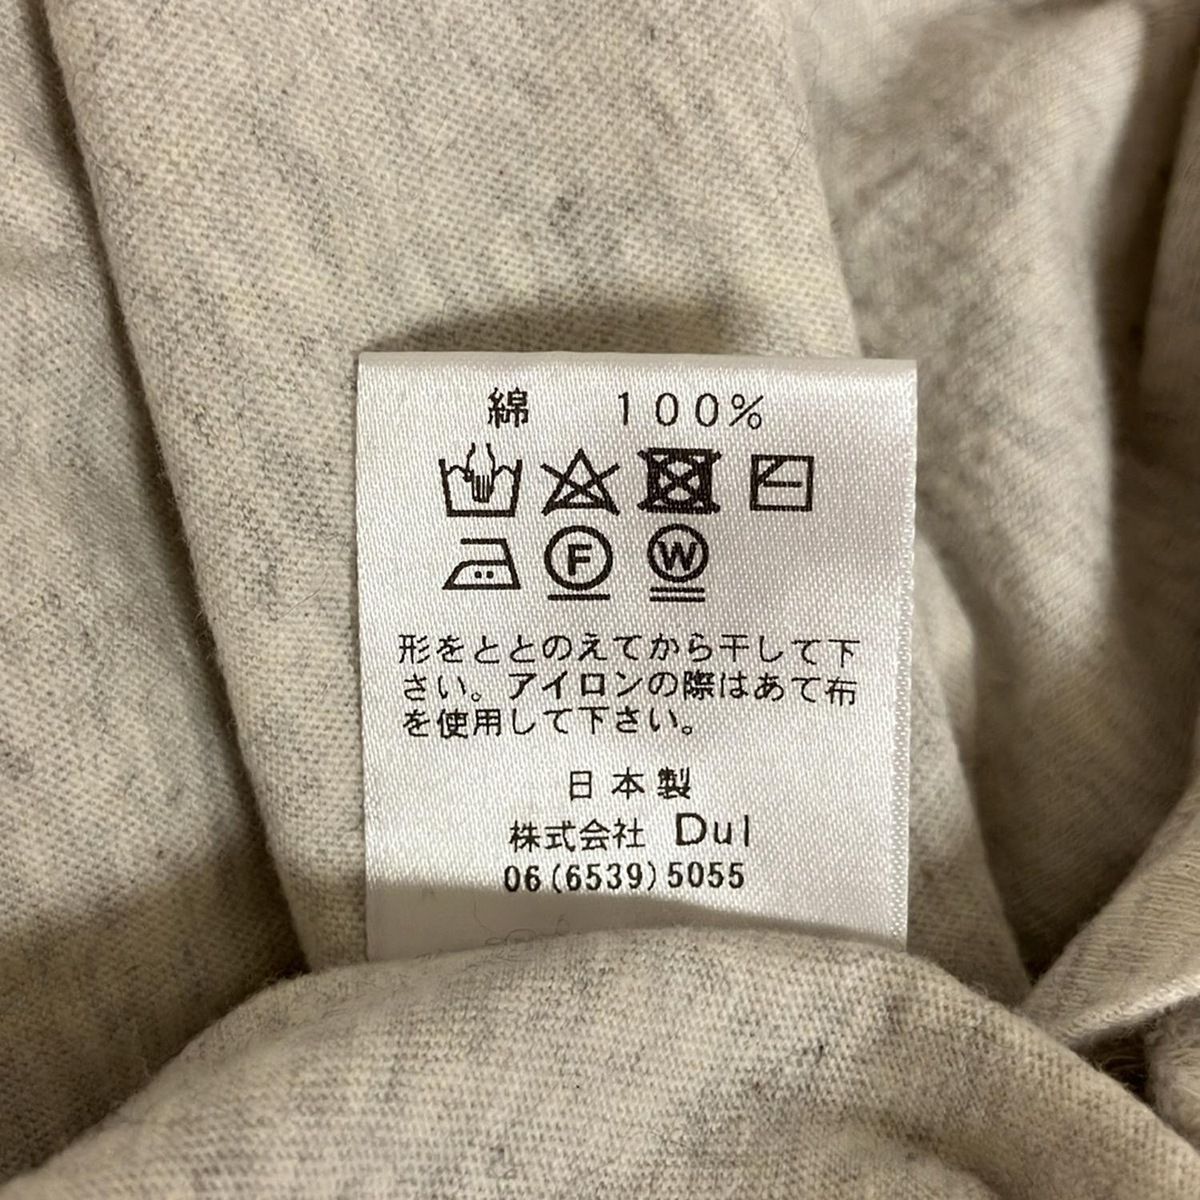 綿 100%
F W
形をととのえてから干して下
さい。アイロンの際はあて布
を使用して下さい。
日本製
株式会社 Dul
06(6539)5055